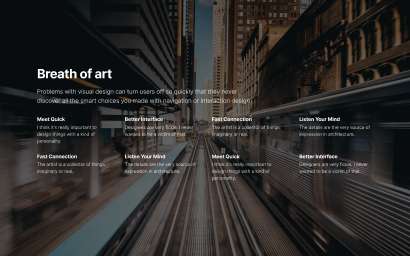 Breath of art
Problems with visual design can turn users off so quickly that they never
discover all the smart choices you made with navigation or interaction design.
Meet Quick
I think it's really important to
design things with a kind of
personality.
Better Interface
Designers are very fickle. I never
wanted to be a victim of that.
Fast Connection
The artist is a collector of things
imaginary or real.
Listen Your Mind
The details are the very source of
expression in architecture.
Fast Connection
The artist is a collector of things
imaginary or real.
Listen Your Mind
The details are the very source of
expression in architecture.
Meet Quick
I think it's really important to
design things with a kind of
personality.
Better Interface
Designers are very fickle. I never
wanted to be a victim of that.